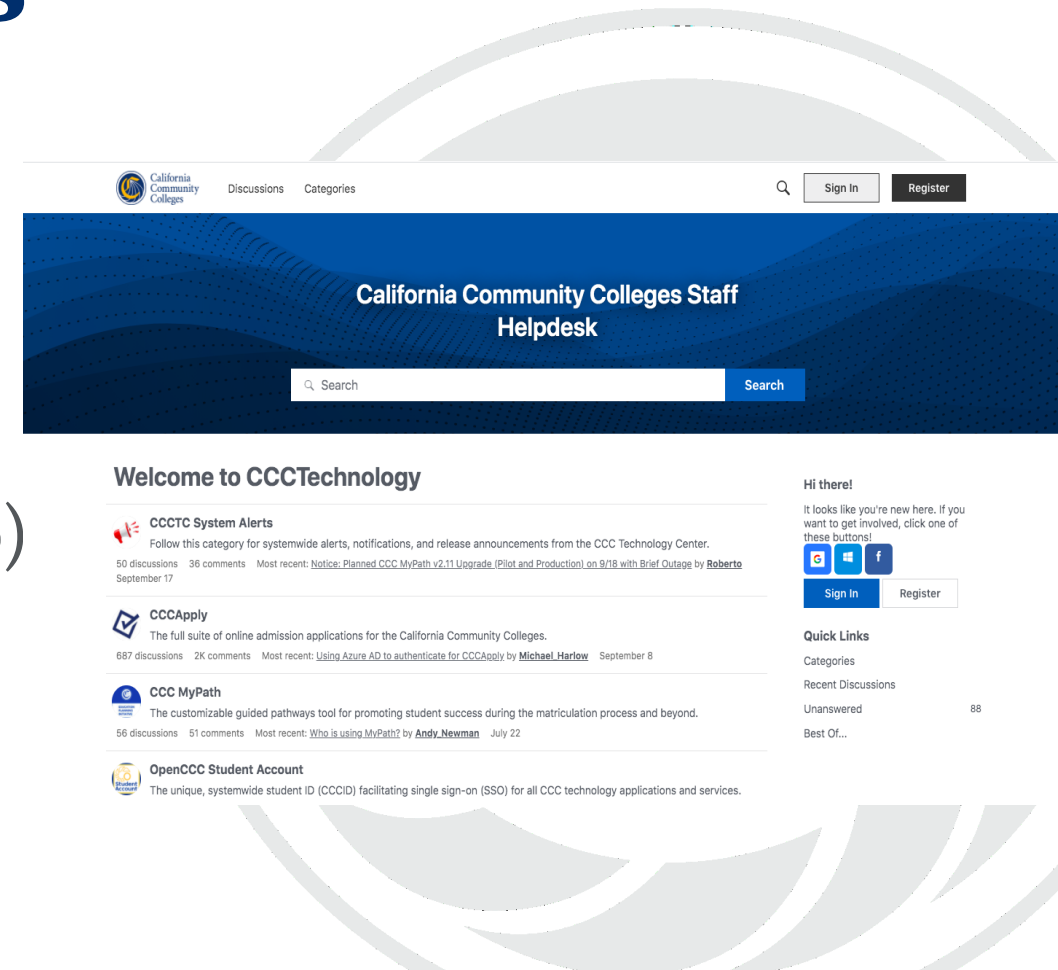 s
California
Community
Colleges
Discussions Categories
Sign In Register
California Community Colleges Staff
Helpdesk
Search Search
)
Welcome to CCCTechnology
CCCTC System Alerts
Follow this category for systemwide alerts, notifications, and release announcements from the CCC Technology Center.
50 discussions 36 comments Most recent: Notice: Planned CCC MyPath v2.11 Upgrade (Pilot and Production) on 9/18 with Brief Outage by Roberto
September 17
CCCApply
The full suite of online admission applications for the California Community Colleges.
687 discussions 2K comments Most recent: Using Azure AD to authenticate for CCCApply by Michael_Harlow September 8
CCC MyPath
The customizable guided pathways tool for promoting student success during the matriculation process and beyond.
56 discussions 51 comments Most recent: Who is using MyPath? by Andy_Newman July 22
Student
Account
OpenCCC Student Account
The unique, systemwide student ID (CCCID) facilitating single sign-on (SSO) for all CCC technology applications and services.
Hi there!
It looks like you're new here. If you
want to get involved, click one of
these buttons!
G f
Sign In Register
Quick Links
Categories
Recent Discussions
Unanswered 88
Best Of...